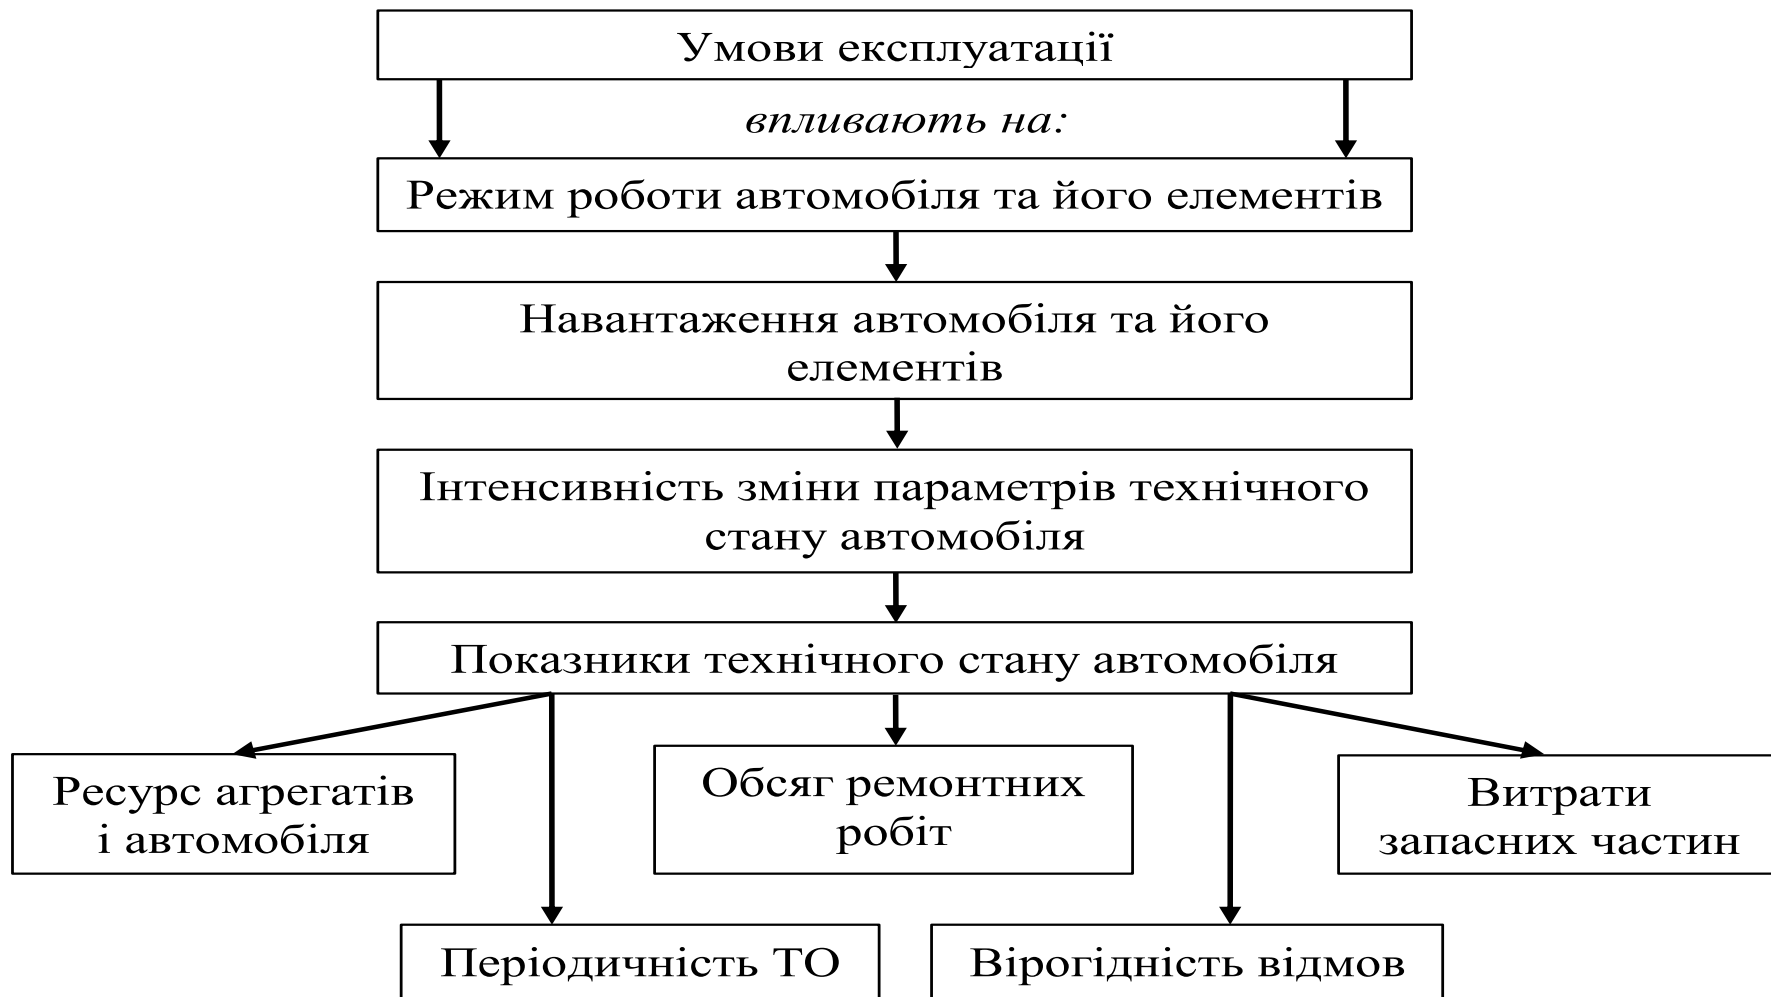 Умови експлуатації
впливають на:
Режим роботи автомобіля та його елементів
Навантаження автомобіля та його
елементів
Інтенсивність зміни параметрів технічного
стану автомобіля
Показники технічного стану автомобіля
Ресурс агрегатів
і автомобіля
Обсяг ремонтних
робіт
Витрати
запасних частин
Періодичність ТО
Вірогідність відмов